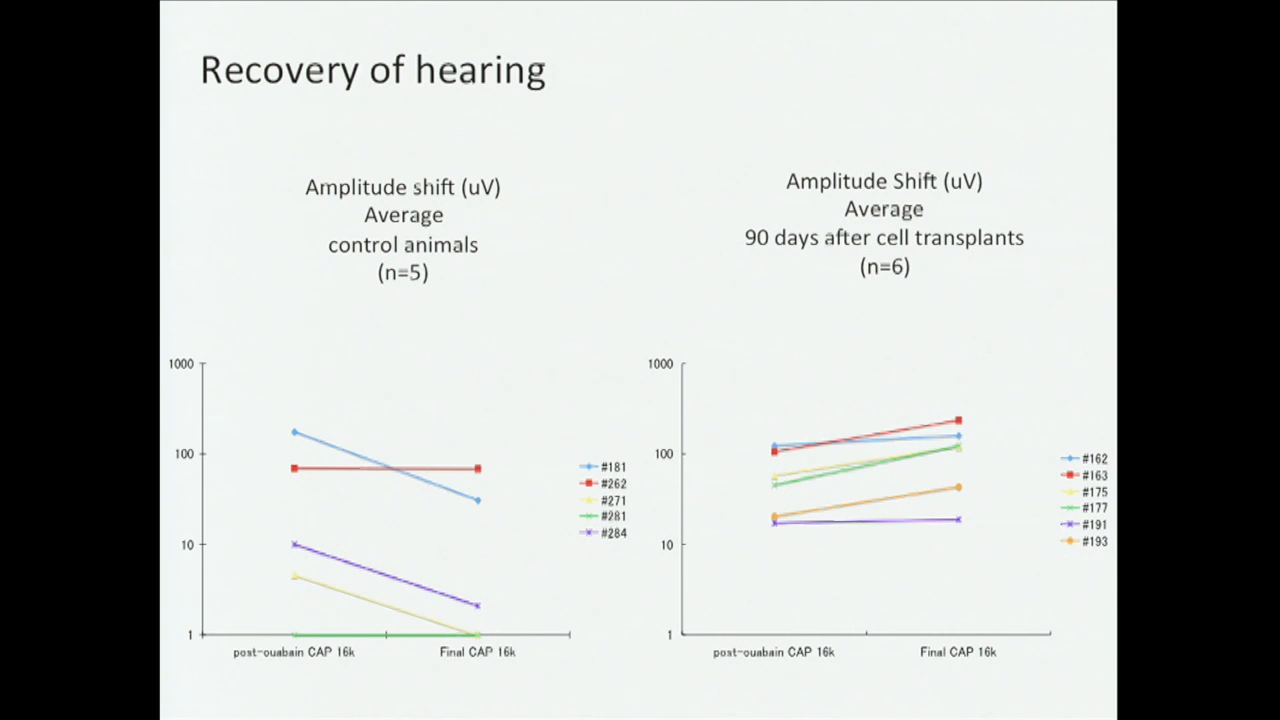 Recovery of hearing
Amplitude shift (uV)
Average
control animals
(n=5)
Amplitude Shift (uV)
Average
90 days after cell transplants
(n=6)
1000
100
10
1
post-ouabain CAP 16k
Final CAP 16k
#181
#262
#271
#281
#284
1000
100
10
1
post-ouabain CAP 16k
Final CAP 16k
#162
#163
#175
#177
#191
#193